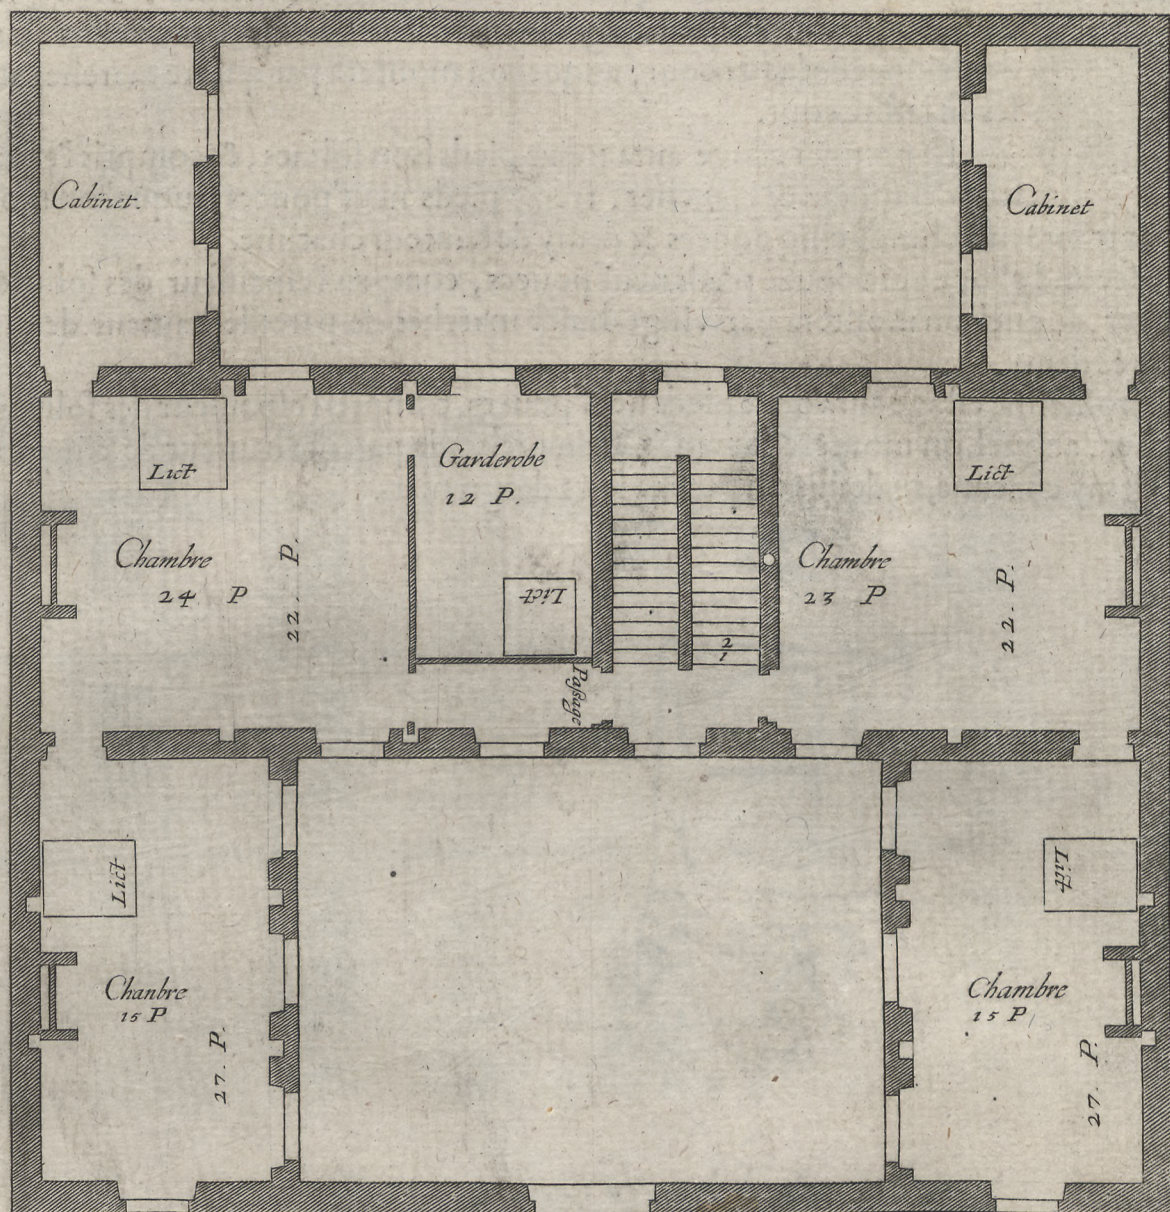 Cabinet.
Cabinet
Lict
Garderobe
12 P.
Lict
Chambre
24 P
22. P.
Lict
Chambre
23 P
22. P.
2
1
Paſsage
Lict
Lict
Chanbre
15 P
27. P.
Chambre
15 P
27. P.